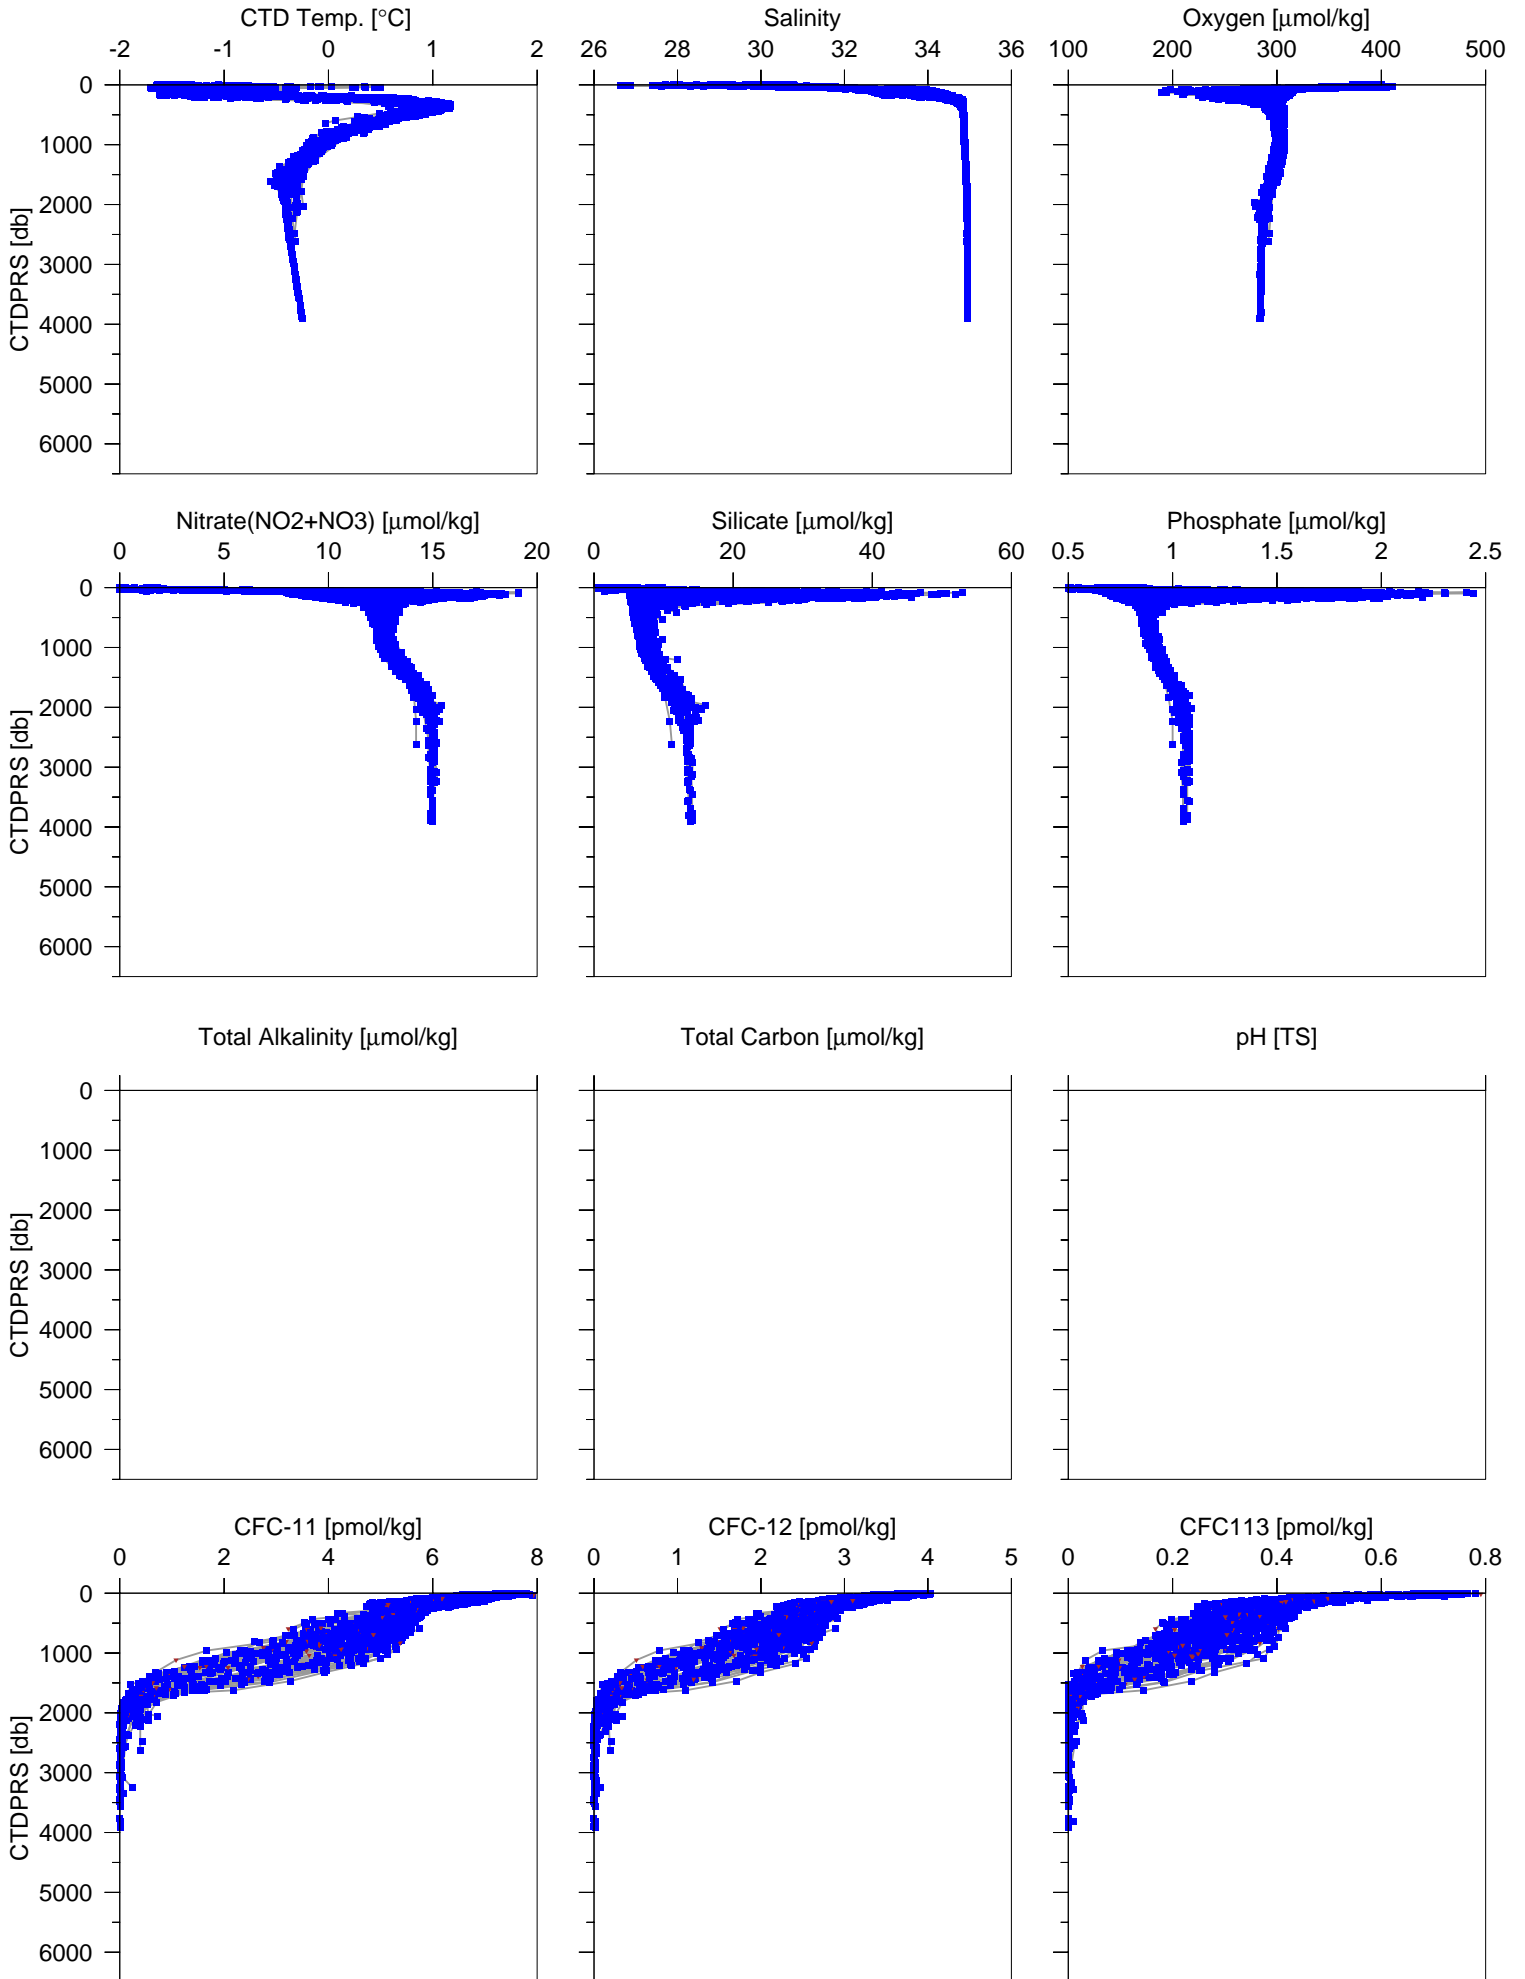 CTD Temp. [°C]
Salinity
Oxygen [μmol/kg]
-2 -1 0 1 2
26 28 30 32 34 36
100 200 300 400 500
0
1000
2000
3000
4000
5000
6000
CTDPRS [db]
Nitrate(NO2+NO3) [μmol/kg]
Silicate [μmol/kg]
Phosphate [μmol/kg]
0 5 10 15 20
0 20 40 60
0.5 1 1.5 2 2.5
0
1000
2000
3000
4000
5000
6000
CTDPRS [db]
Total Alkalinity [μmol/kg]
Total Carbon [μmol/kg]
pH [TS]
0
1000
2000
3000
4000
5000
6000
CTDPRS [db]
CFC-11 [pmol/kg]
CFC-12 [pmol/kg]
CFC113 [pmol/kg]
0 2 4 6 8
0 1 2 3 4 5
0 0.2 0.4 0.6 0.8
0
1000
2000
3000
4000
5000
6000
CTDPRS [db]